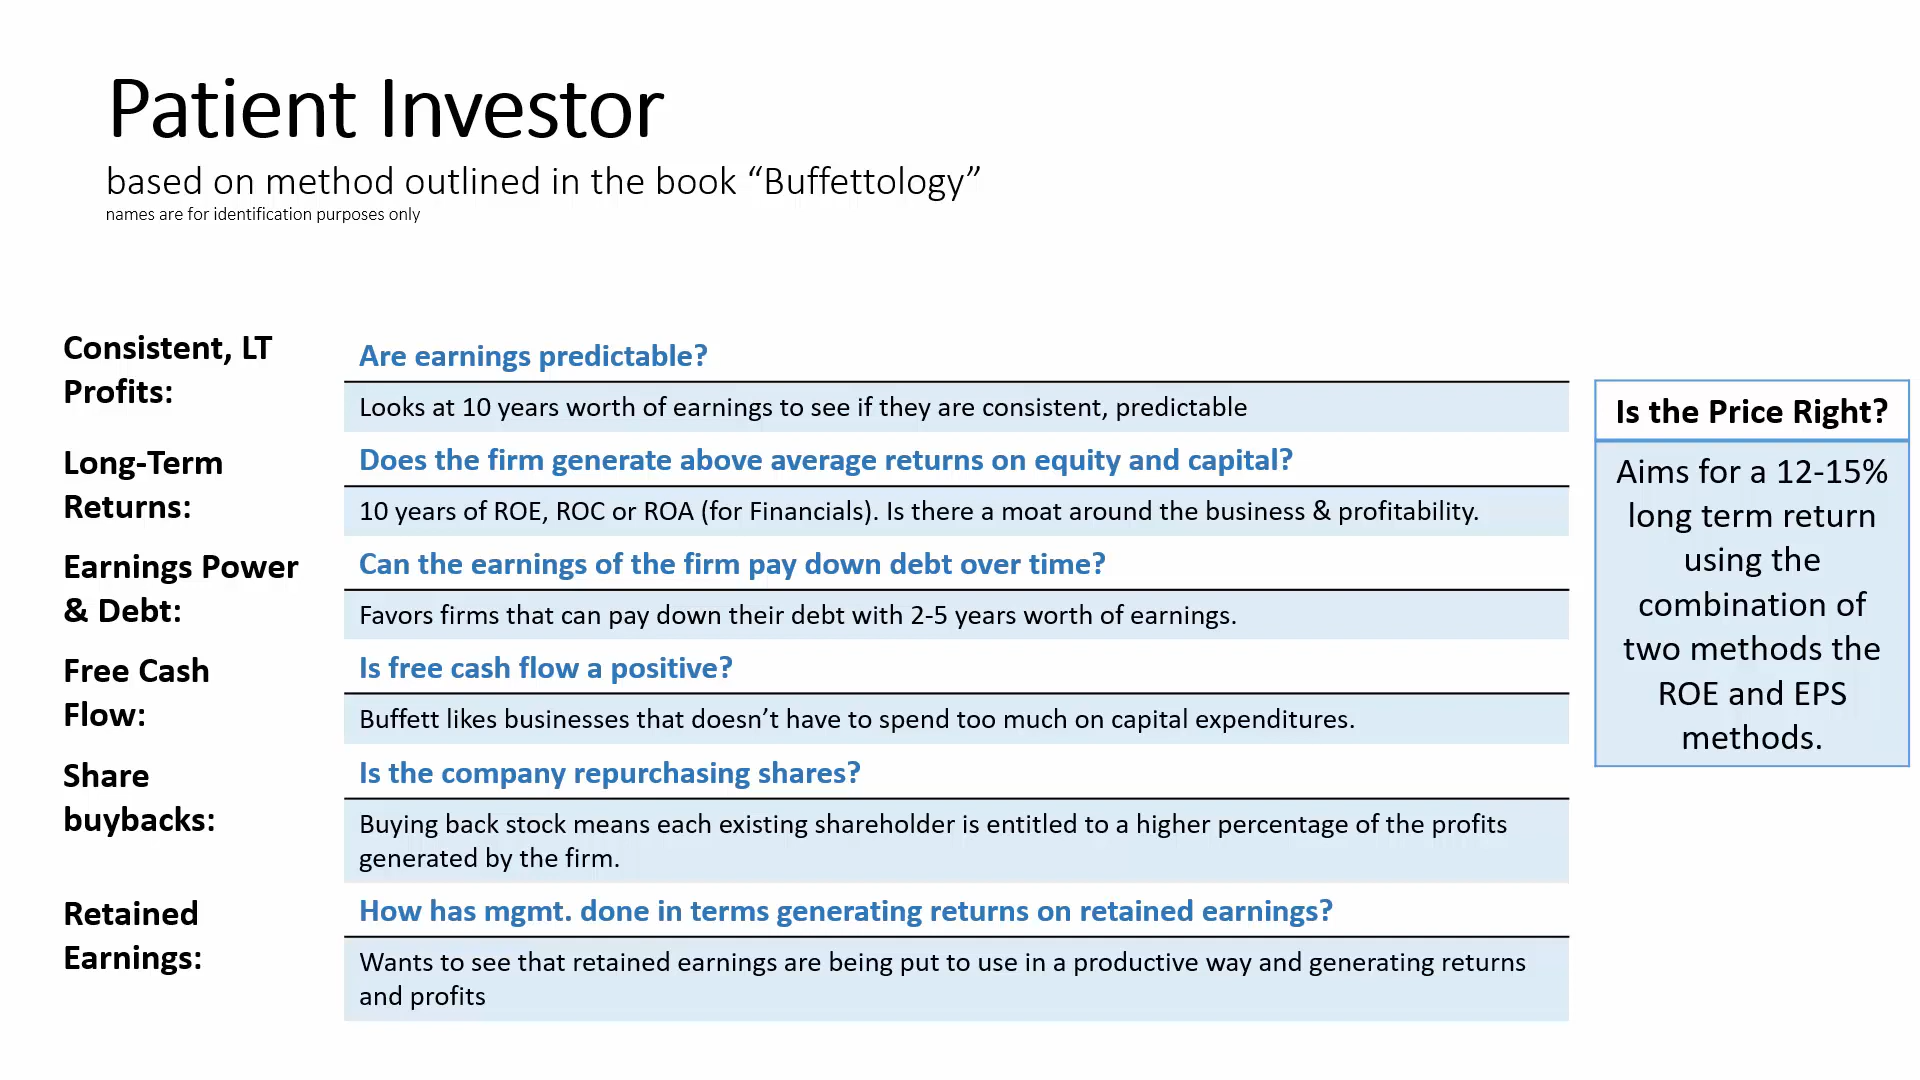 Patient Investor
based on method outlined in the book “Buffettology”
names are for identification purposes only
Consistent, LT
Profits:
Are earnings predictable?
Looks at 10 years worth of earnings to see if they are consistent, predictable
Long-Term
Returns:
Does the firm generate above average returns on equity and capital?
10 years of ROE, ROC or ROA (for Financials). Is there a moat around the business & profitability.
Earnings Power
& Debt:
Can the earnings of the firm pay down debt over time?
Favors firms that can pay down their debt with 2-5 years worth of earnings.
Free Cash
Flow:
Is free cash flow a positive?
Buffett likes businesses that doesn’t have to spend too much on capital expenditures.
Share
buybacks:
Is the company repurchasing shares?
Buying back stock means each existing shareholder is entitled to a higher percentage of the profits
generated by the firm.
Retained
Earnings:
How has mgmt. done in terms generating returns on retained earnings?
Wants to see that retained earnings are being put to use in a productive way and generating returns
and profits
Is the Price Right?
Aims for a 12-15%
long term return
using the
combination of
two methods the
ROE and EPS
methods.